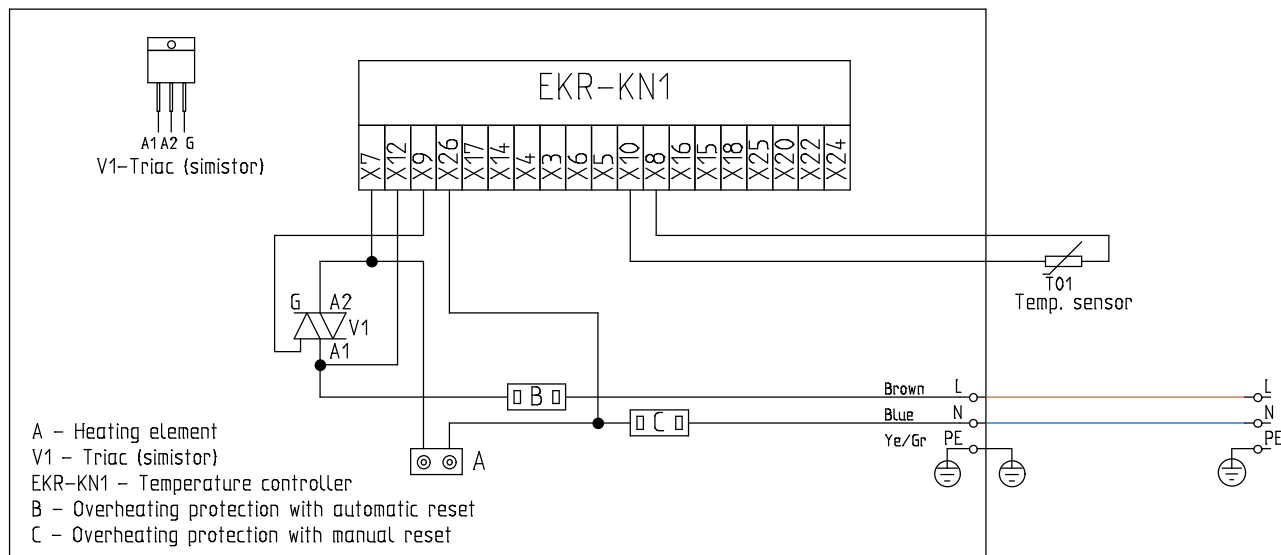 EKR-KN1
A1 A2 G
V1-Triac (simistor)
X7 X12 X9 X26 X17 X14 X4 X3 X6 X5 X10 X8 X16 X15 X18 X25 X20 X22 X24
T01
Temp. sensor
G A2
V1
A1
B
Brown L L
C
Blue N N
Ye/Gr PE PE
A
A - Heating element
V1 - Triac (simistor)
EKR-KN1 - Temperature controller
B - Overheating protection with automatic reset
C - Overheating protection with manual reset